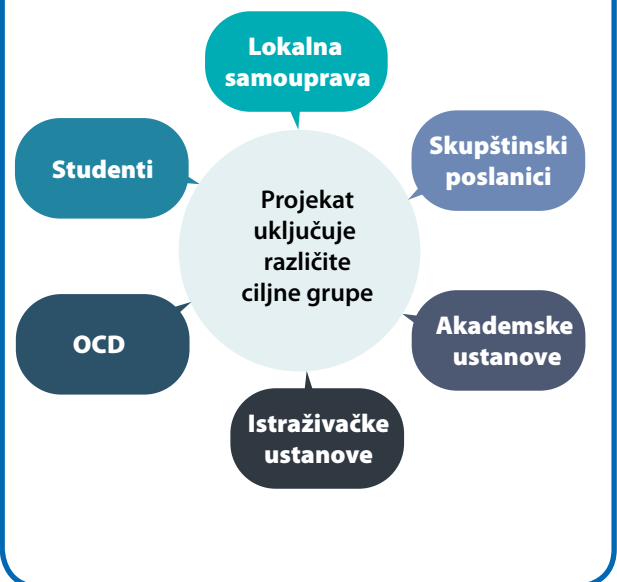 Lokalna
samouprava
Studenti
Skupštinski
poslanici
Projekat
uključuje
različite
ciljne grupe
OCD
Akademske
ustanove
Istraživačke
ustanove